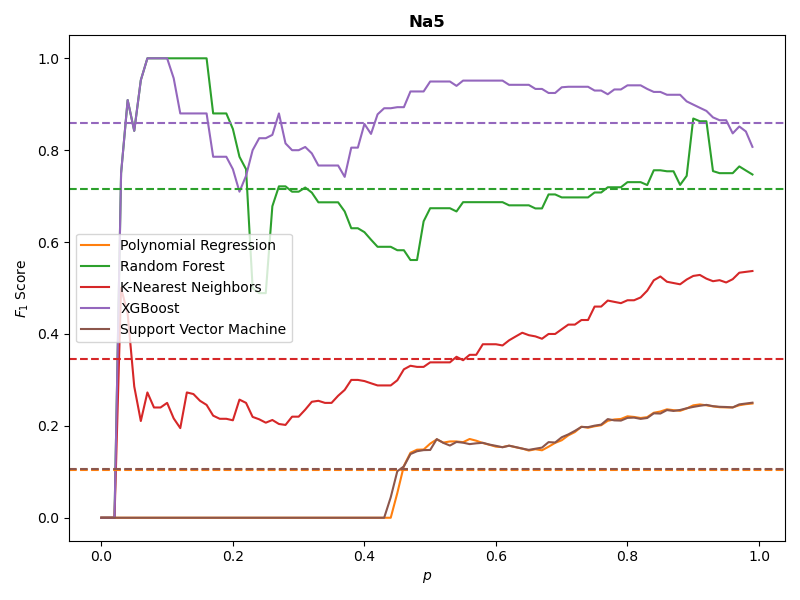 Na5
1.0
0.8
0.6
0.4
0.2
0.0
F₁ Score
Polynomial Regression
Random Forest
K-Nearest Neighbors
XGBoost
Support Vector Machine
0.0 0.2 0.4 0.6 0.8 1.0
p